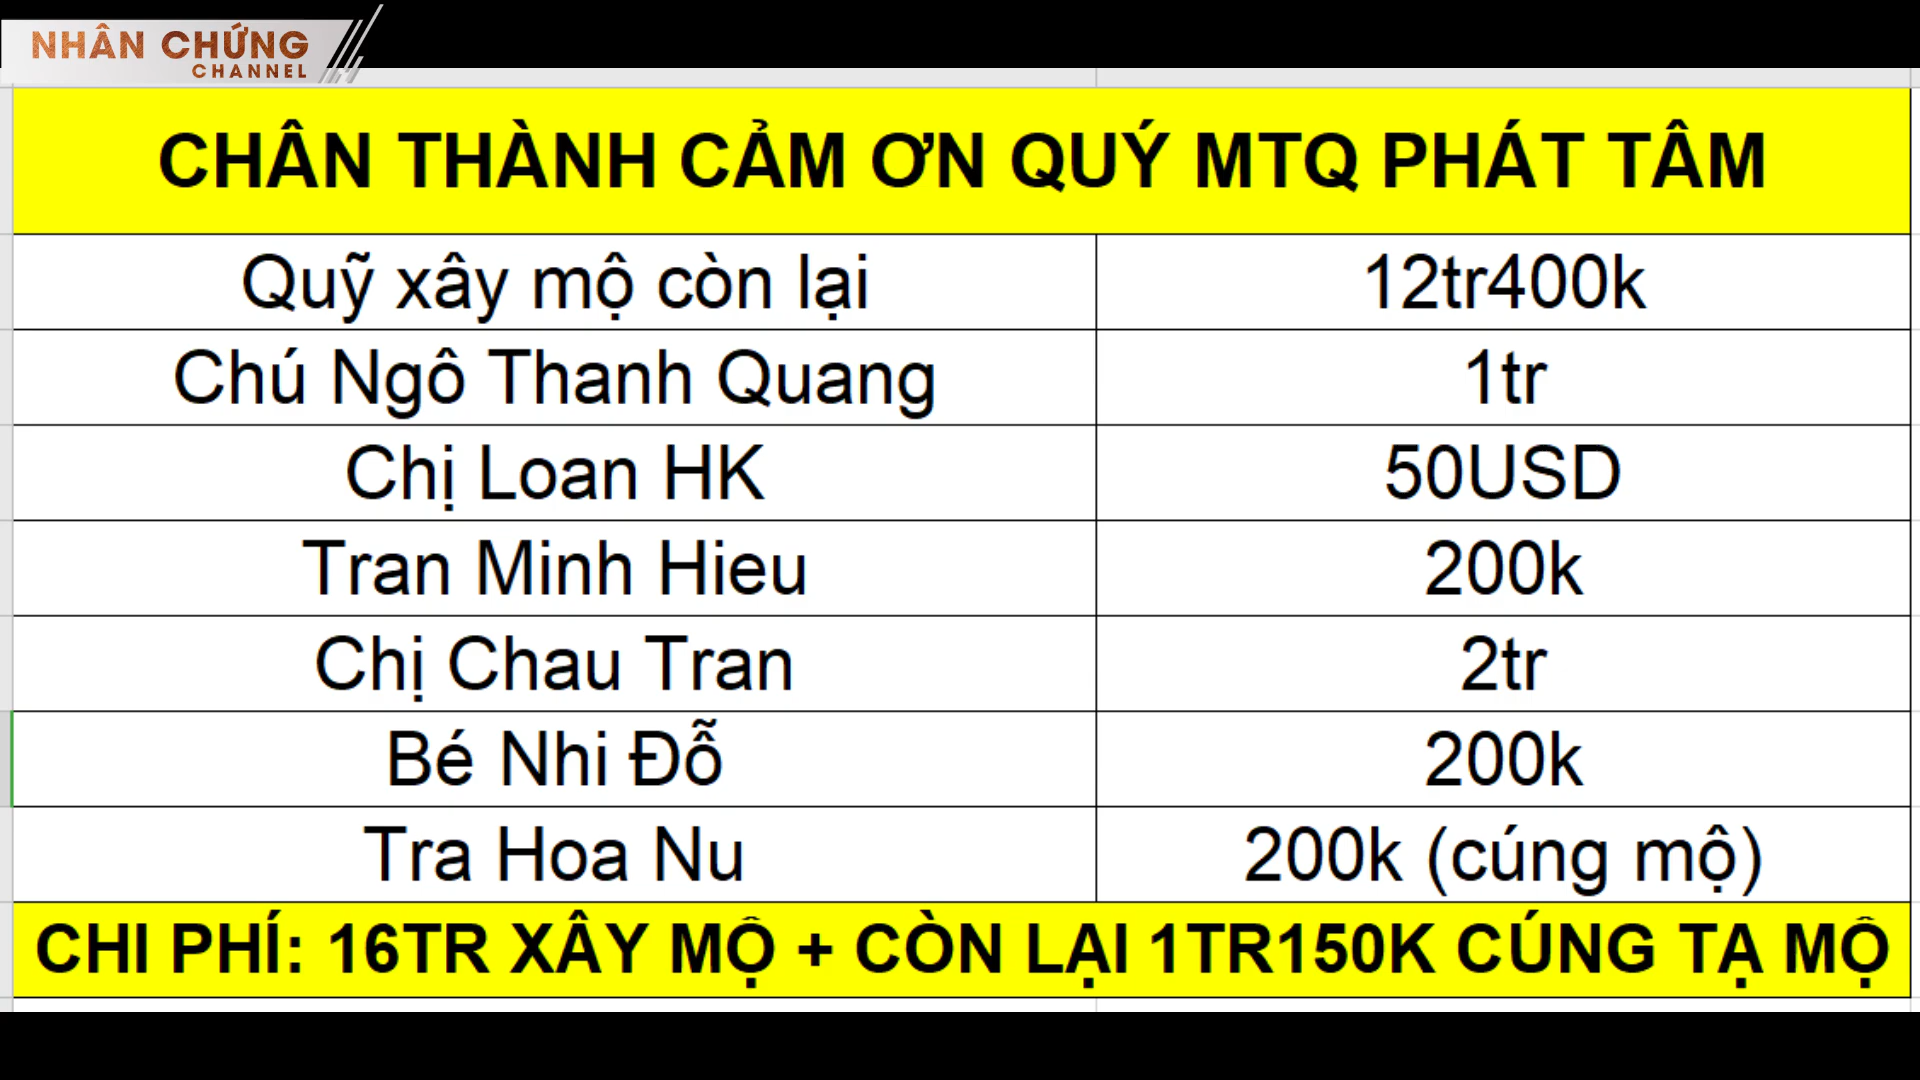 NHÂN CHỨNG
CHANNEL
CHÂN THÀNH CẢM ƠN QUÝ MTQ PHÁT TÂM
Quỹ xây mộ còn lại 12tr400k
Chú Ngô Thanh Quang 1tr
Chị Loan HK 50USD
Tran Minh Hieu 200k
Chị Chau Tran 2tr
Bé Nhi Đỗ 200k
Tra Hoa Nu 200k (cúng mộ)
CHI PHÍ: 16TR XÂY MỘ + CÒN LẠI 1TR150K CÚNG TẠ MỘ